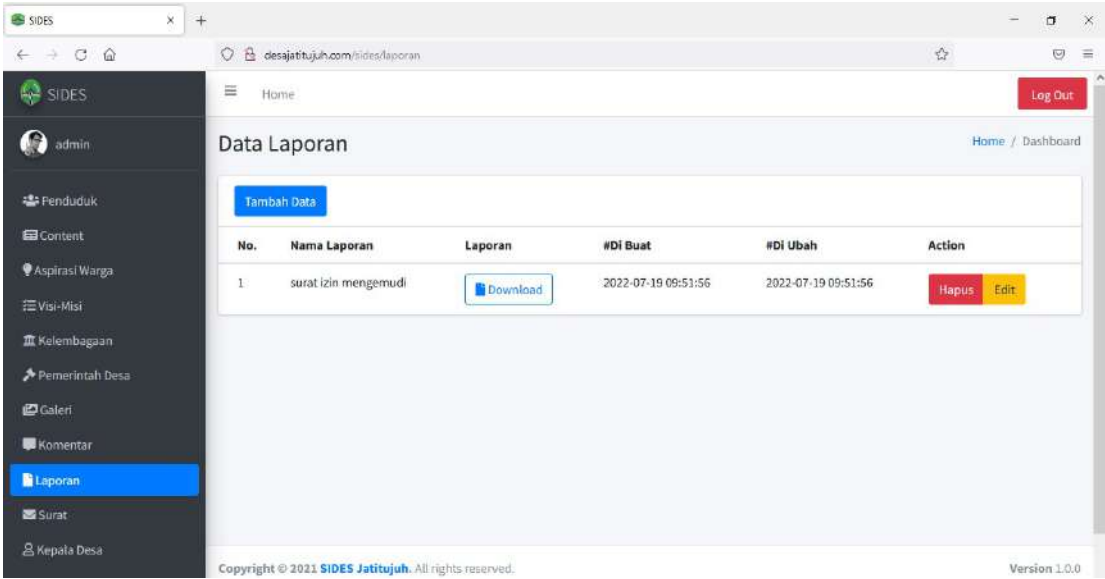 SIDES
desajatitujuh.com/sides/laporan
SIDES
Home
Log Out
admin
Data Laporan
Home / Dashboard
Penduduk
Content
Aspirasi Warga
Visi-Misi
Kelembagaan
Pemerintah Desa
Galeri
Komentar
Laporan
Surat
Kepala Desa
Tambah Data
No. Nama Laporan Laporan #Di Buat #Di Ubah Action
1 surat izin mengemudi Download 2022-07-19 09:51:56 2022-07-19 09:51:56 Hapus Edit
Copyright © 2021 SIDES Jatitujuh. All rights reserved.
Version 1.0.0